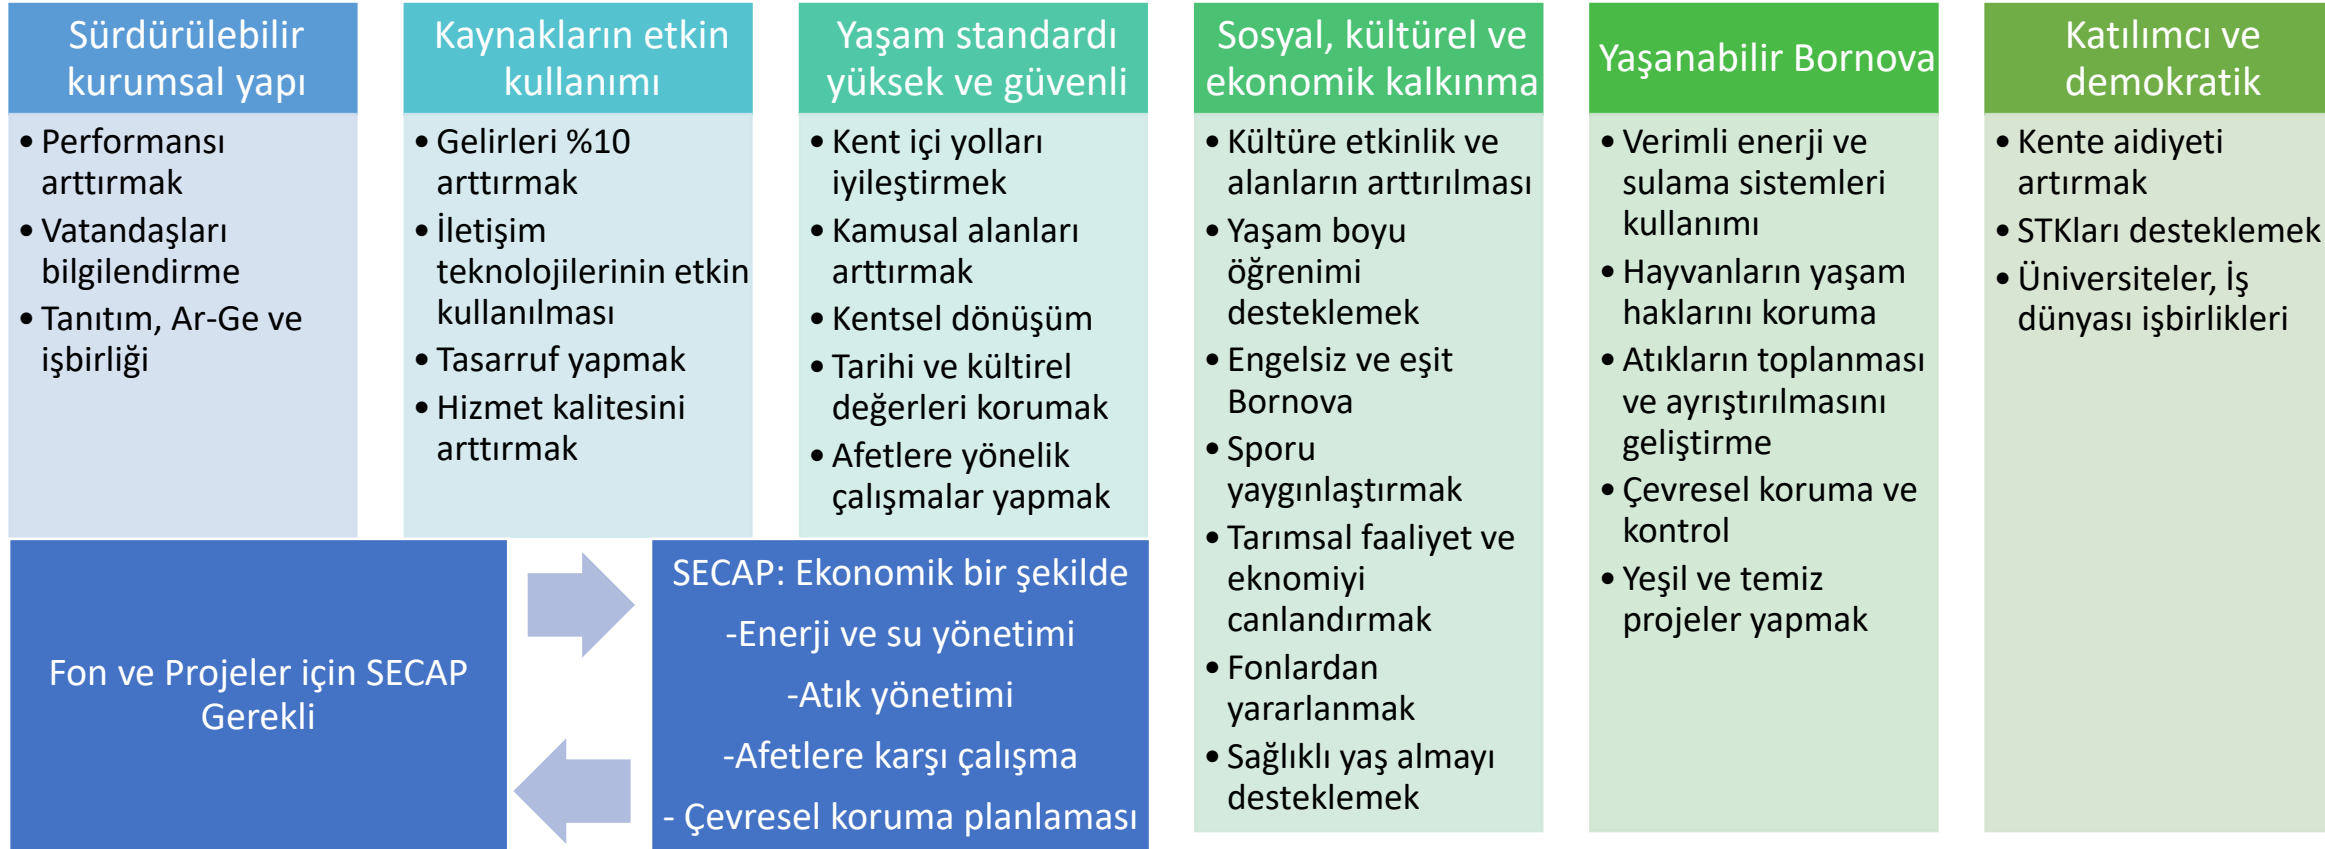 Sürdürülebilir
kurumsal yapı
• Performansı
arttırmak
• Vatandaşları
bilgilendirme
• Tanıtım, Ar-Ge ve
işbirliği
Kaynakların etkin
kullanımı
• Gelirleri %10
arttırmak
• İletişim
teknolojilerinin etkin
kullanılması
• Tasarruf yapmak
• Hizmet kalitesini
arttırmak
Yaşam standardı
yüksek ve güvenli
• Kent içi yolları
iyileştirmek
• Kamusal alanları
arttırmak
• Kentsel dönüşüm
• Tarihi ve kültirel
değerleri korumak
• Afetlere yönelik
çalışmalar yapmak
Sosyal, kültürel ve
ekonomik kalkınma
• Kültüre etkinlik ve
alanların arttırılması
• Yaşam boyu
öğrenimi
desteklemek
• Engelsiz ve eşit
Bornova
• Sporu
yaygınlaştırmak
• Tarımsal faaliyet ve
eknomiyi
canlandırmak
• Fonlardan
yararlanmak
• Sağlıklı yaş almayı
desteklemek
Yaşanabilir Bornova
• Verimli enerji ve
sulama sistemleri
kullanımı
• Hayvanların yaşam
haklarını koruma
• Atıkların toplanması
ve ayrıştırılmasını
geliştirme
• Çevresel koruma ve
kontrol
• Yeşil ve temiz
projeler yapmak
Katılımcı ve
demokratik
• Kente aidiyeti
artırmak
• STKları desteklemek
• Üniversiteler, İş
dünyası işbirlikleri
Fon ve Projeler için SECAP
Gerekli
SECAP: Ekonomik bir şekilde
-Enerji ve su yönetimi
-Atık yönetimi
-Afetlere karşı çalışma
- Çevresel koruma planlaması